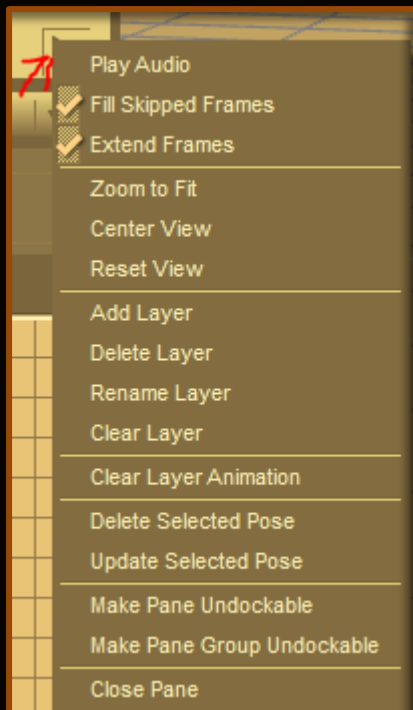 Play Audio
Fill Skipped Frames
Extend Frames
Zoom to Fit
Center View
Reset View
Add Layer
Delete Layer
Rename Layer
Clear Layer
Clear Layer Animation
Delete Selected Pose
Update Selected Pose
Make Pane Undockable
Make Pane Group Undockable
Close Pane